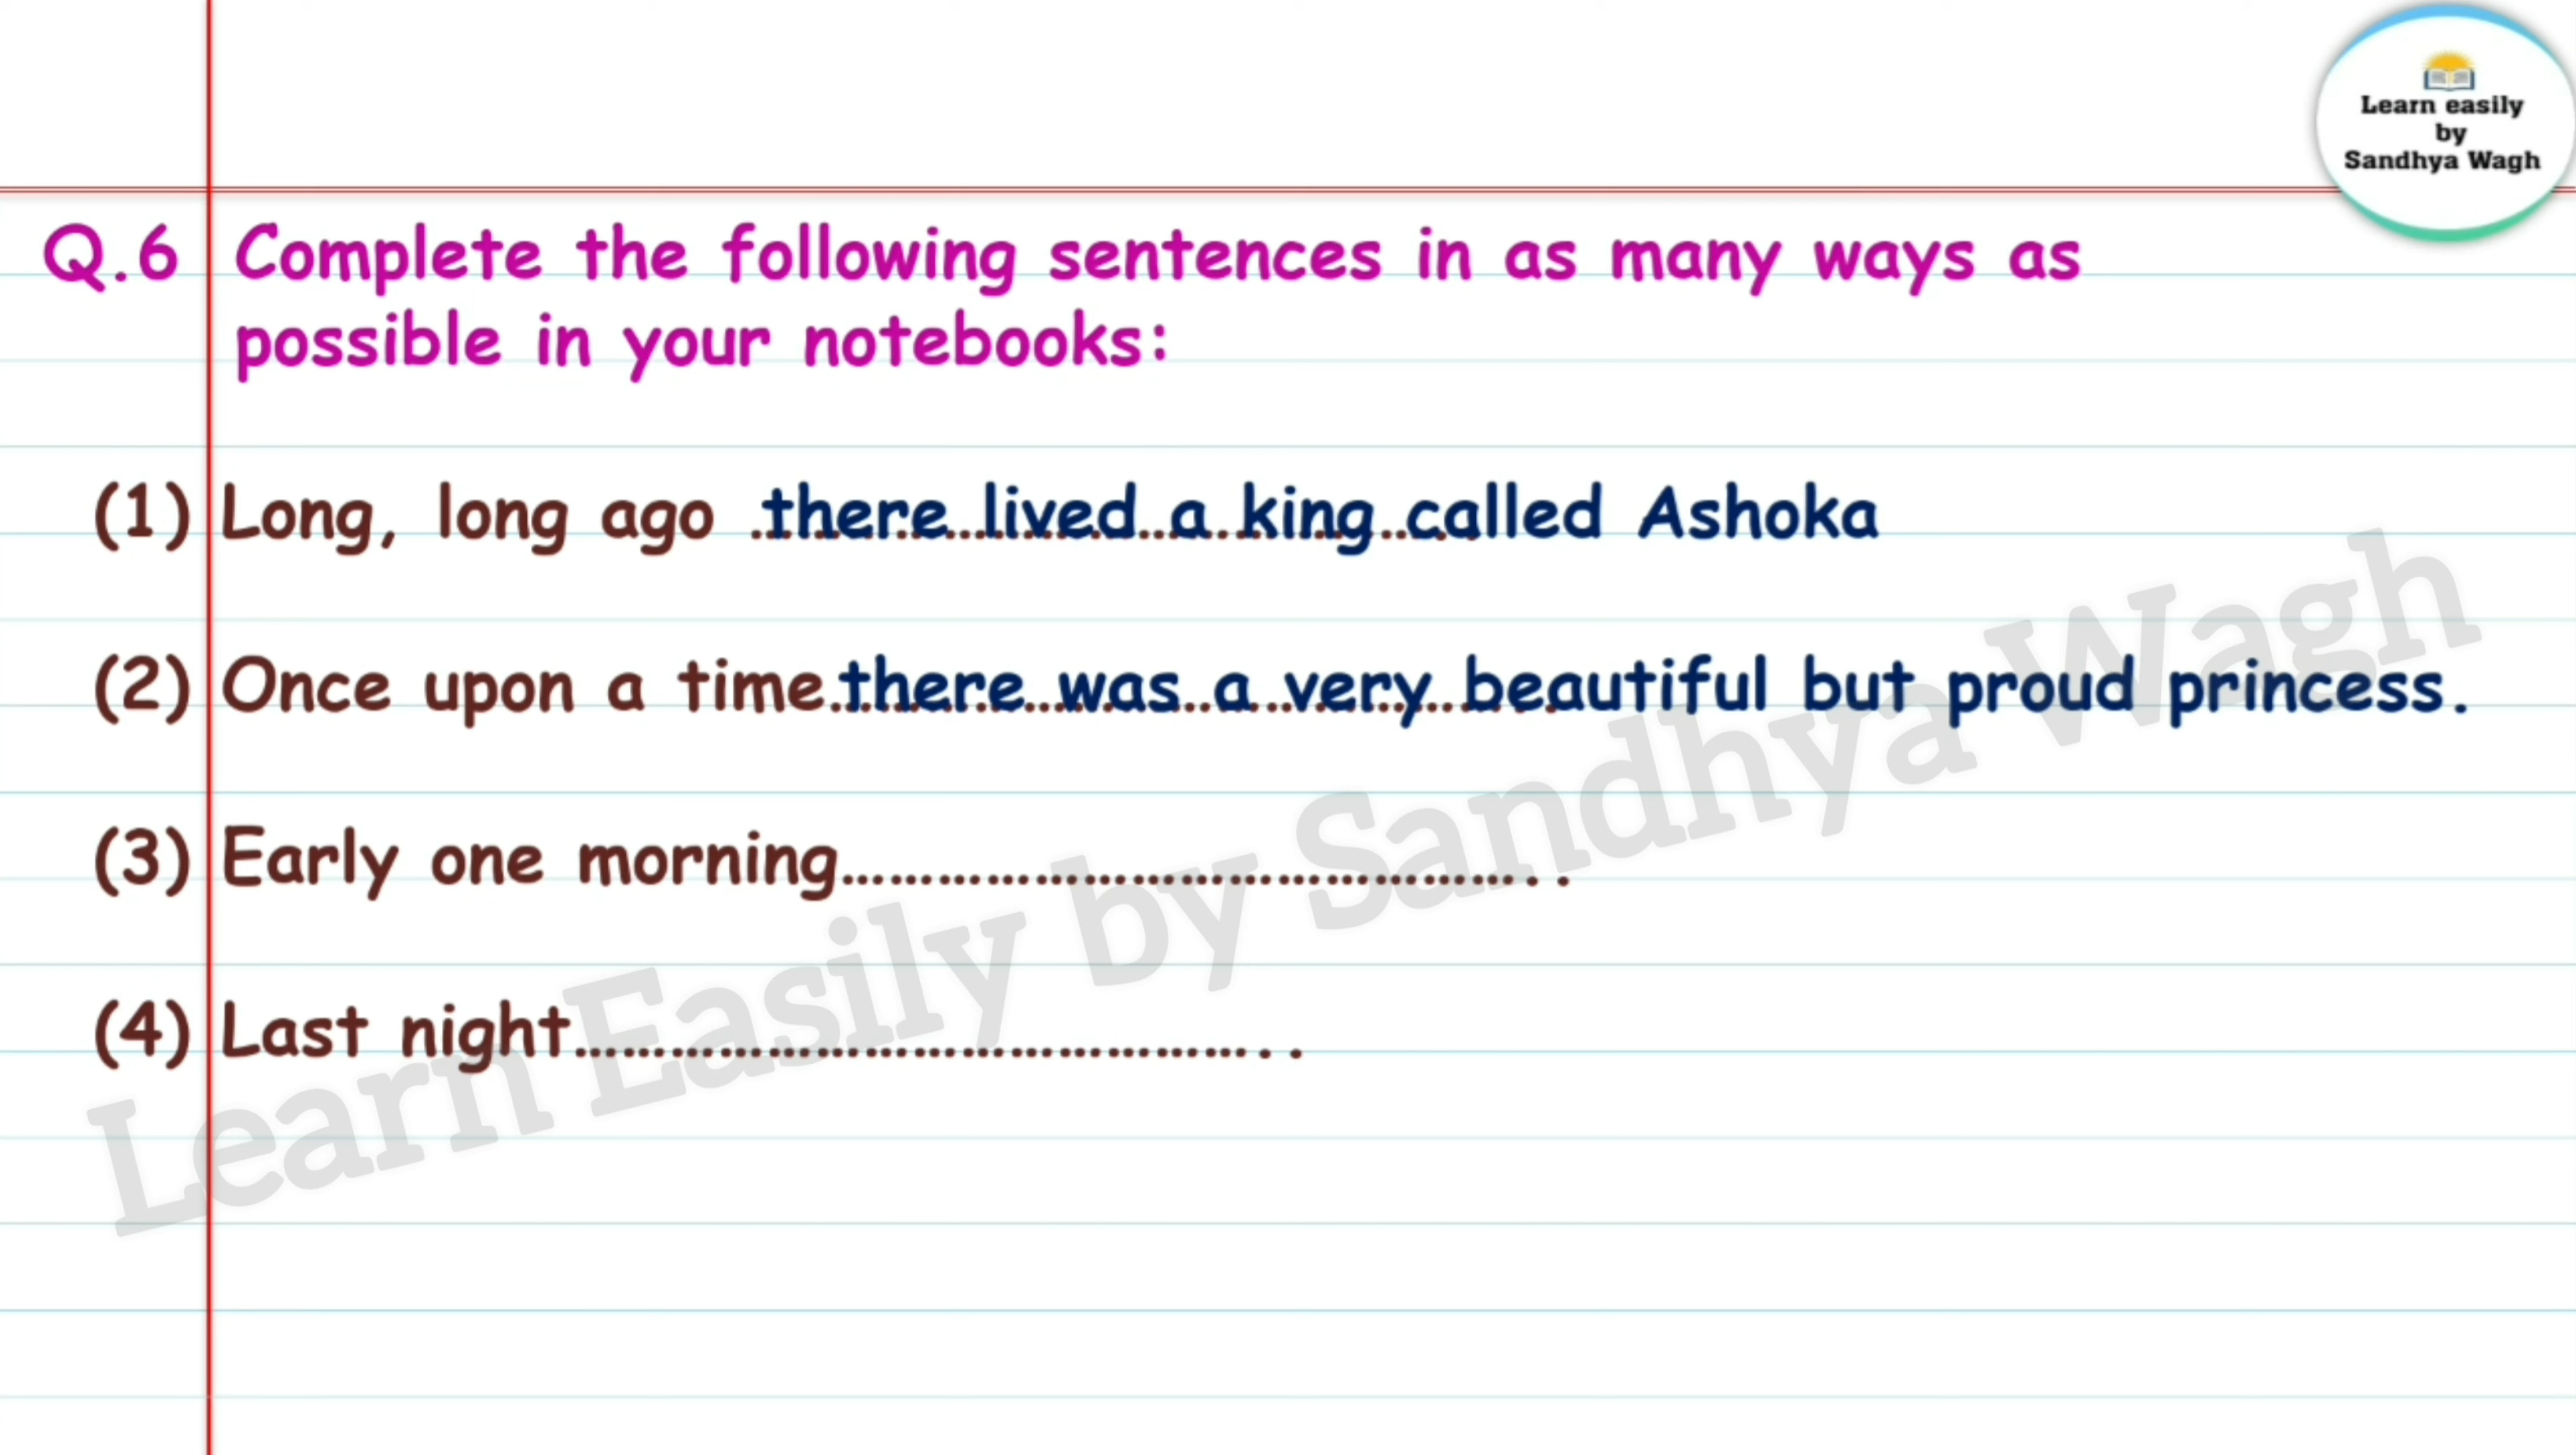 Learn easily
by
Sandhya Wagh
Q.6 Complete the following sentences in as many ways as
possible in your notebooks:
(1) Long, long ago ..there lived a king called Ashoka
(2) Once upon a time..there was a very beautiful but proud princess.
(3) Early one morning...............................................
(4) Last night...............................................
Learn Easily by Sandhya Wagh